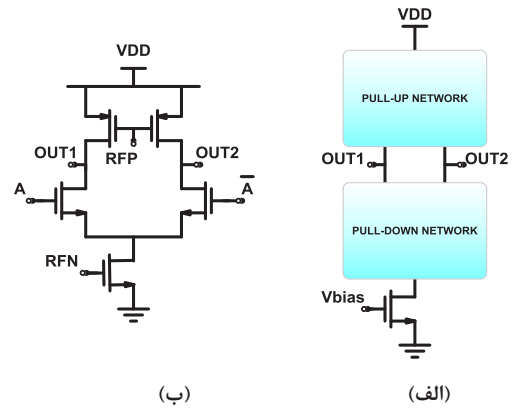 VDD
PULL-UP NETWORK
OUT1
OUT2
PULL-DOWN NETWORK
Vbias
(الف)
VDD
OUT1
RFP
OUT2
A
A̅
RFN
(ب)